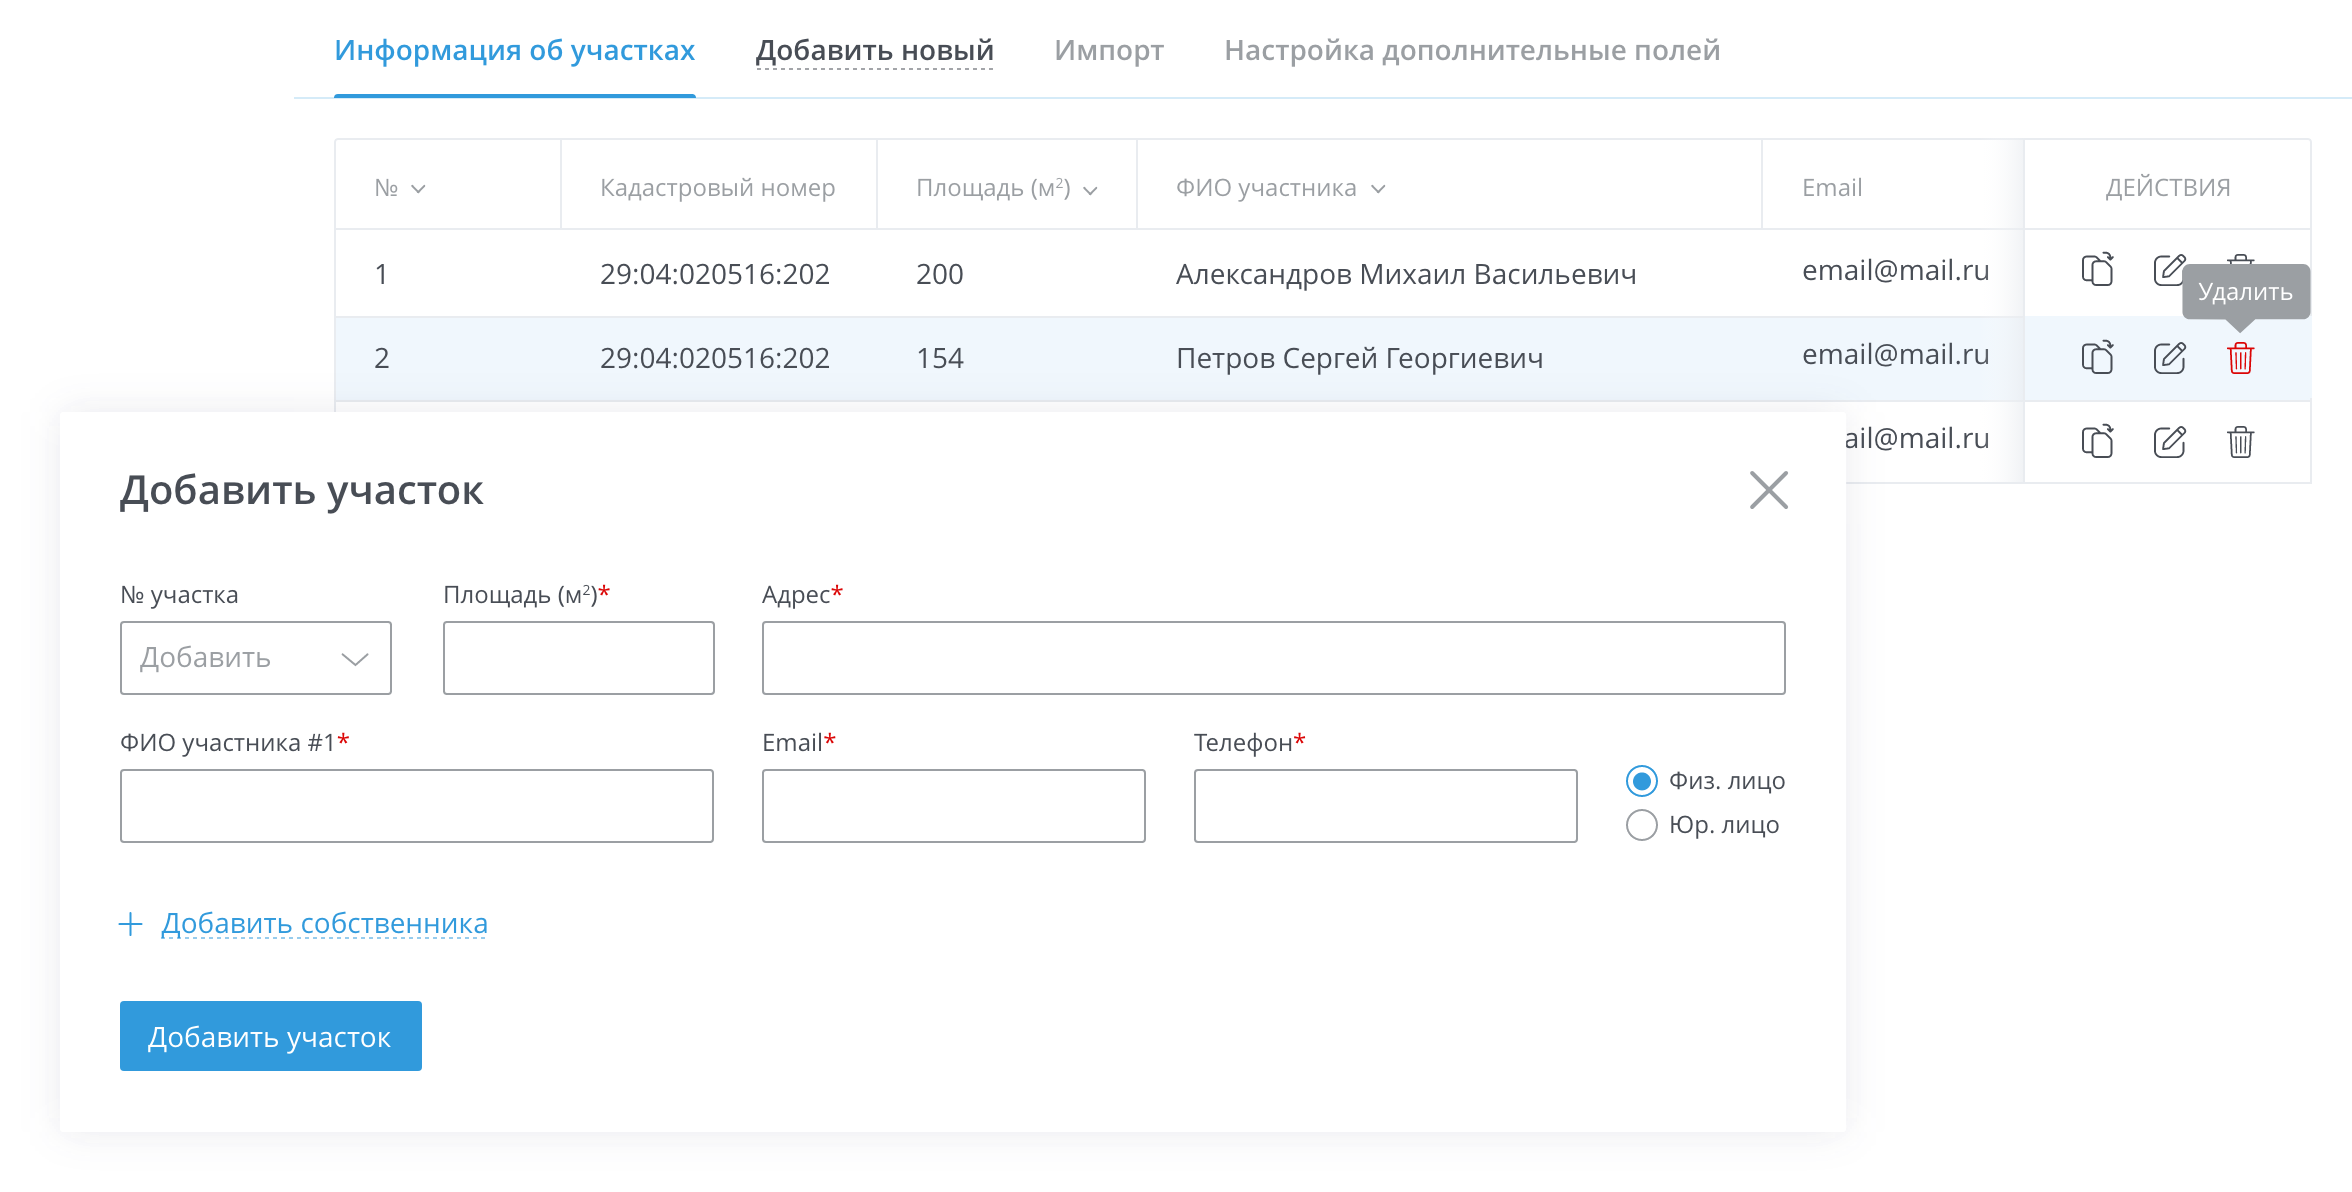 Информация об участках Добавить новый Импорт Настройка дополнительные полей
№ Кадастровый номер Площадь (м²) ФИО участника Email ДЕЙСТВИЯ
1 29:04:020516:202 200 Александров Михаил Васильевич email@mail.ru
Удалить
2 29:04:020516:202 154 Петров Сергей Георгиевич email@mail.ru
ail@mail.ru
Добавить участок
№ участка Площадь (м²)* Адрес*
Добавить
ФИО участника #1* Email* Телефон*
Физ. лицо
Юр. лицо
+ Добавить собственника
Добавить участок